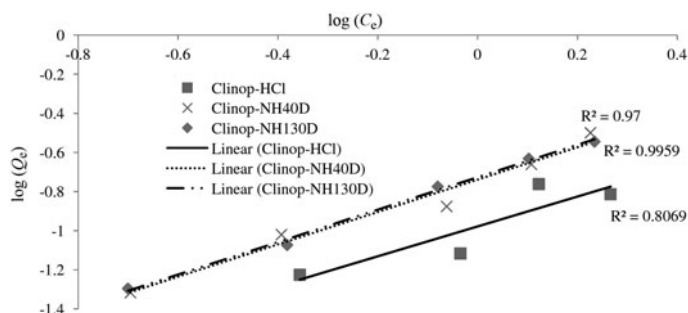 log (Cₑ)
-0.8
-0.6
-0.4
-0.2
0
0.2
0.4
0
-0.2
-0.4
-0.6
-0.8
-1
-1.2
-1.4
log (Qₑ)
Clinop-HCl
Clinop-NH40D
Clinop-NH130D
Linear (Clinop-HCl)
Linear (Clinop-NH40D)
Linear (Clinop-NH130D)
R² = 0.97
R² = 0.9959
R² = 0.8069